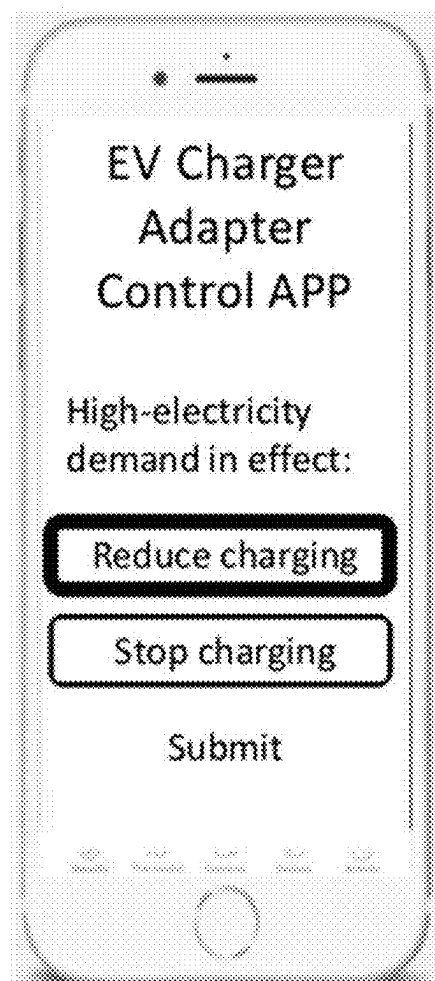 EV Charger
Adapter
Control APP
High-electricity
demand in effect:
Reduce charging
Stop charging
Submit